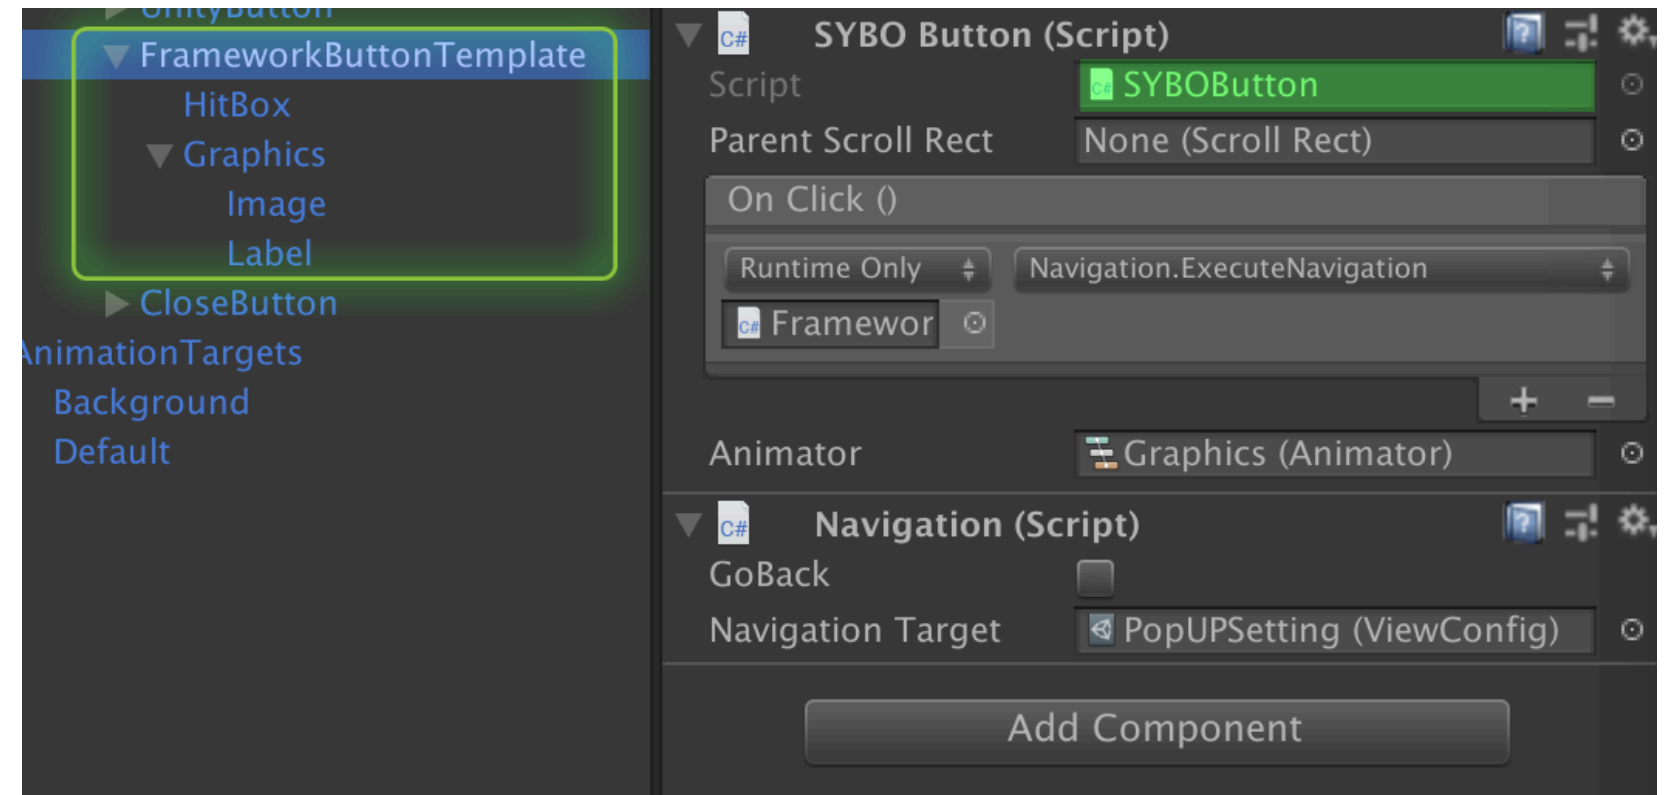 UnityButton
FrameworkButtonTemplate
HitBox
Graphics
Image
Label
CloseButton
AnimationTargets
Background
Default
C# SYBO Button (Script)
Script C# SYBOButton
Parent Scroll Rect None (Scroll Rect)
On Click ()
Runtime Only Navigation.ExecuteNavigation
C# Framewor
Animator Graphics (Animator)
C# Navigation (Script)
GoBack
Navigation Target PopUPSetting (ViewConfig)
Add Component